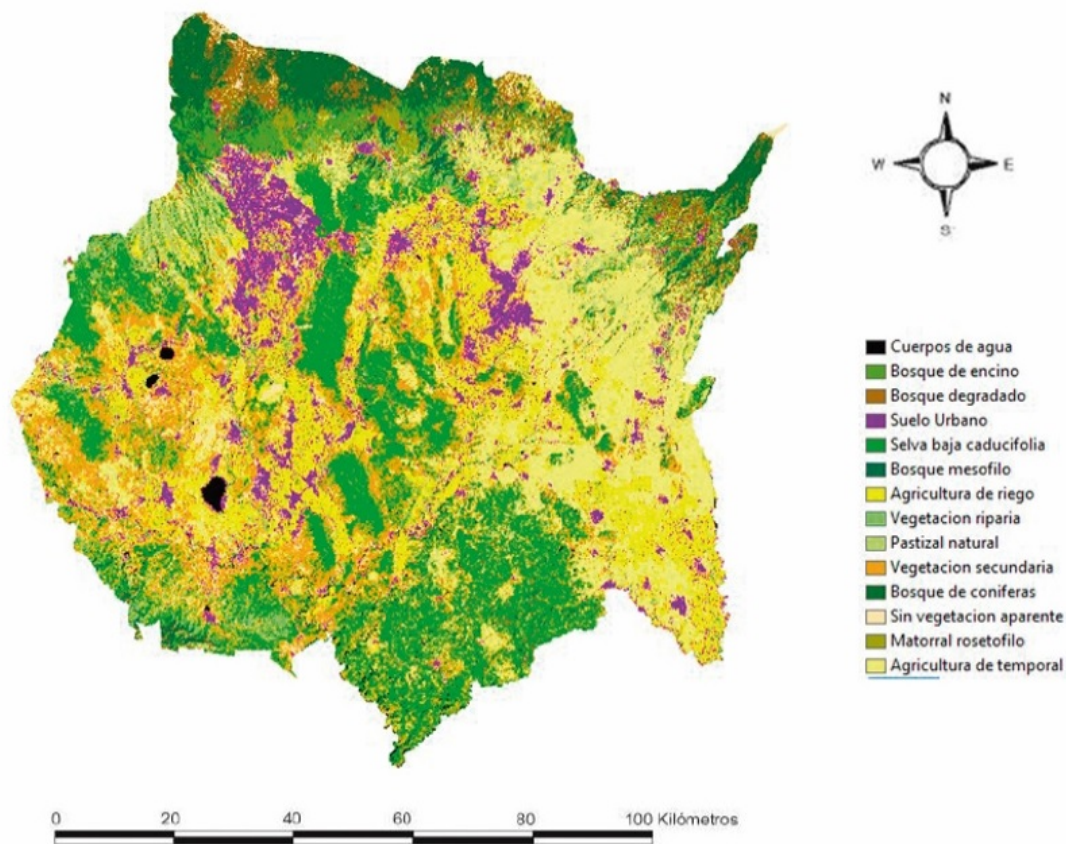 N
W E
S
Cuerpos de agua
Bosque de encino
Bosque degradado
Suelo Urbano
Selva baja caducifolia
Bosque mesofilo
Agricultura de riego
Vegetacion riparia
Pastizal natural
Vegetacion secundaria
Bosque de coniferas
Sin vegetacion aparente
Matorral rosetofilo
Agricultura de temporal
0 20 40 60 80 100 Kilómetros